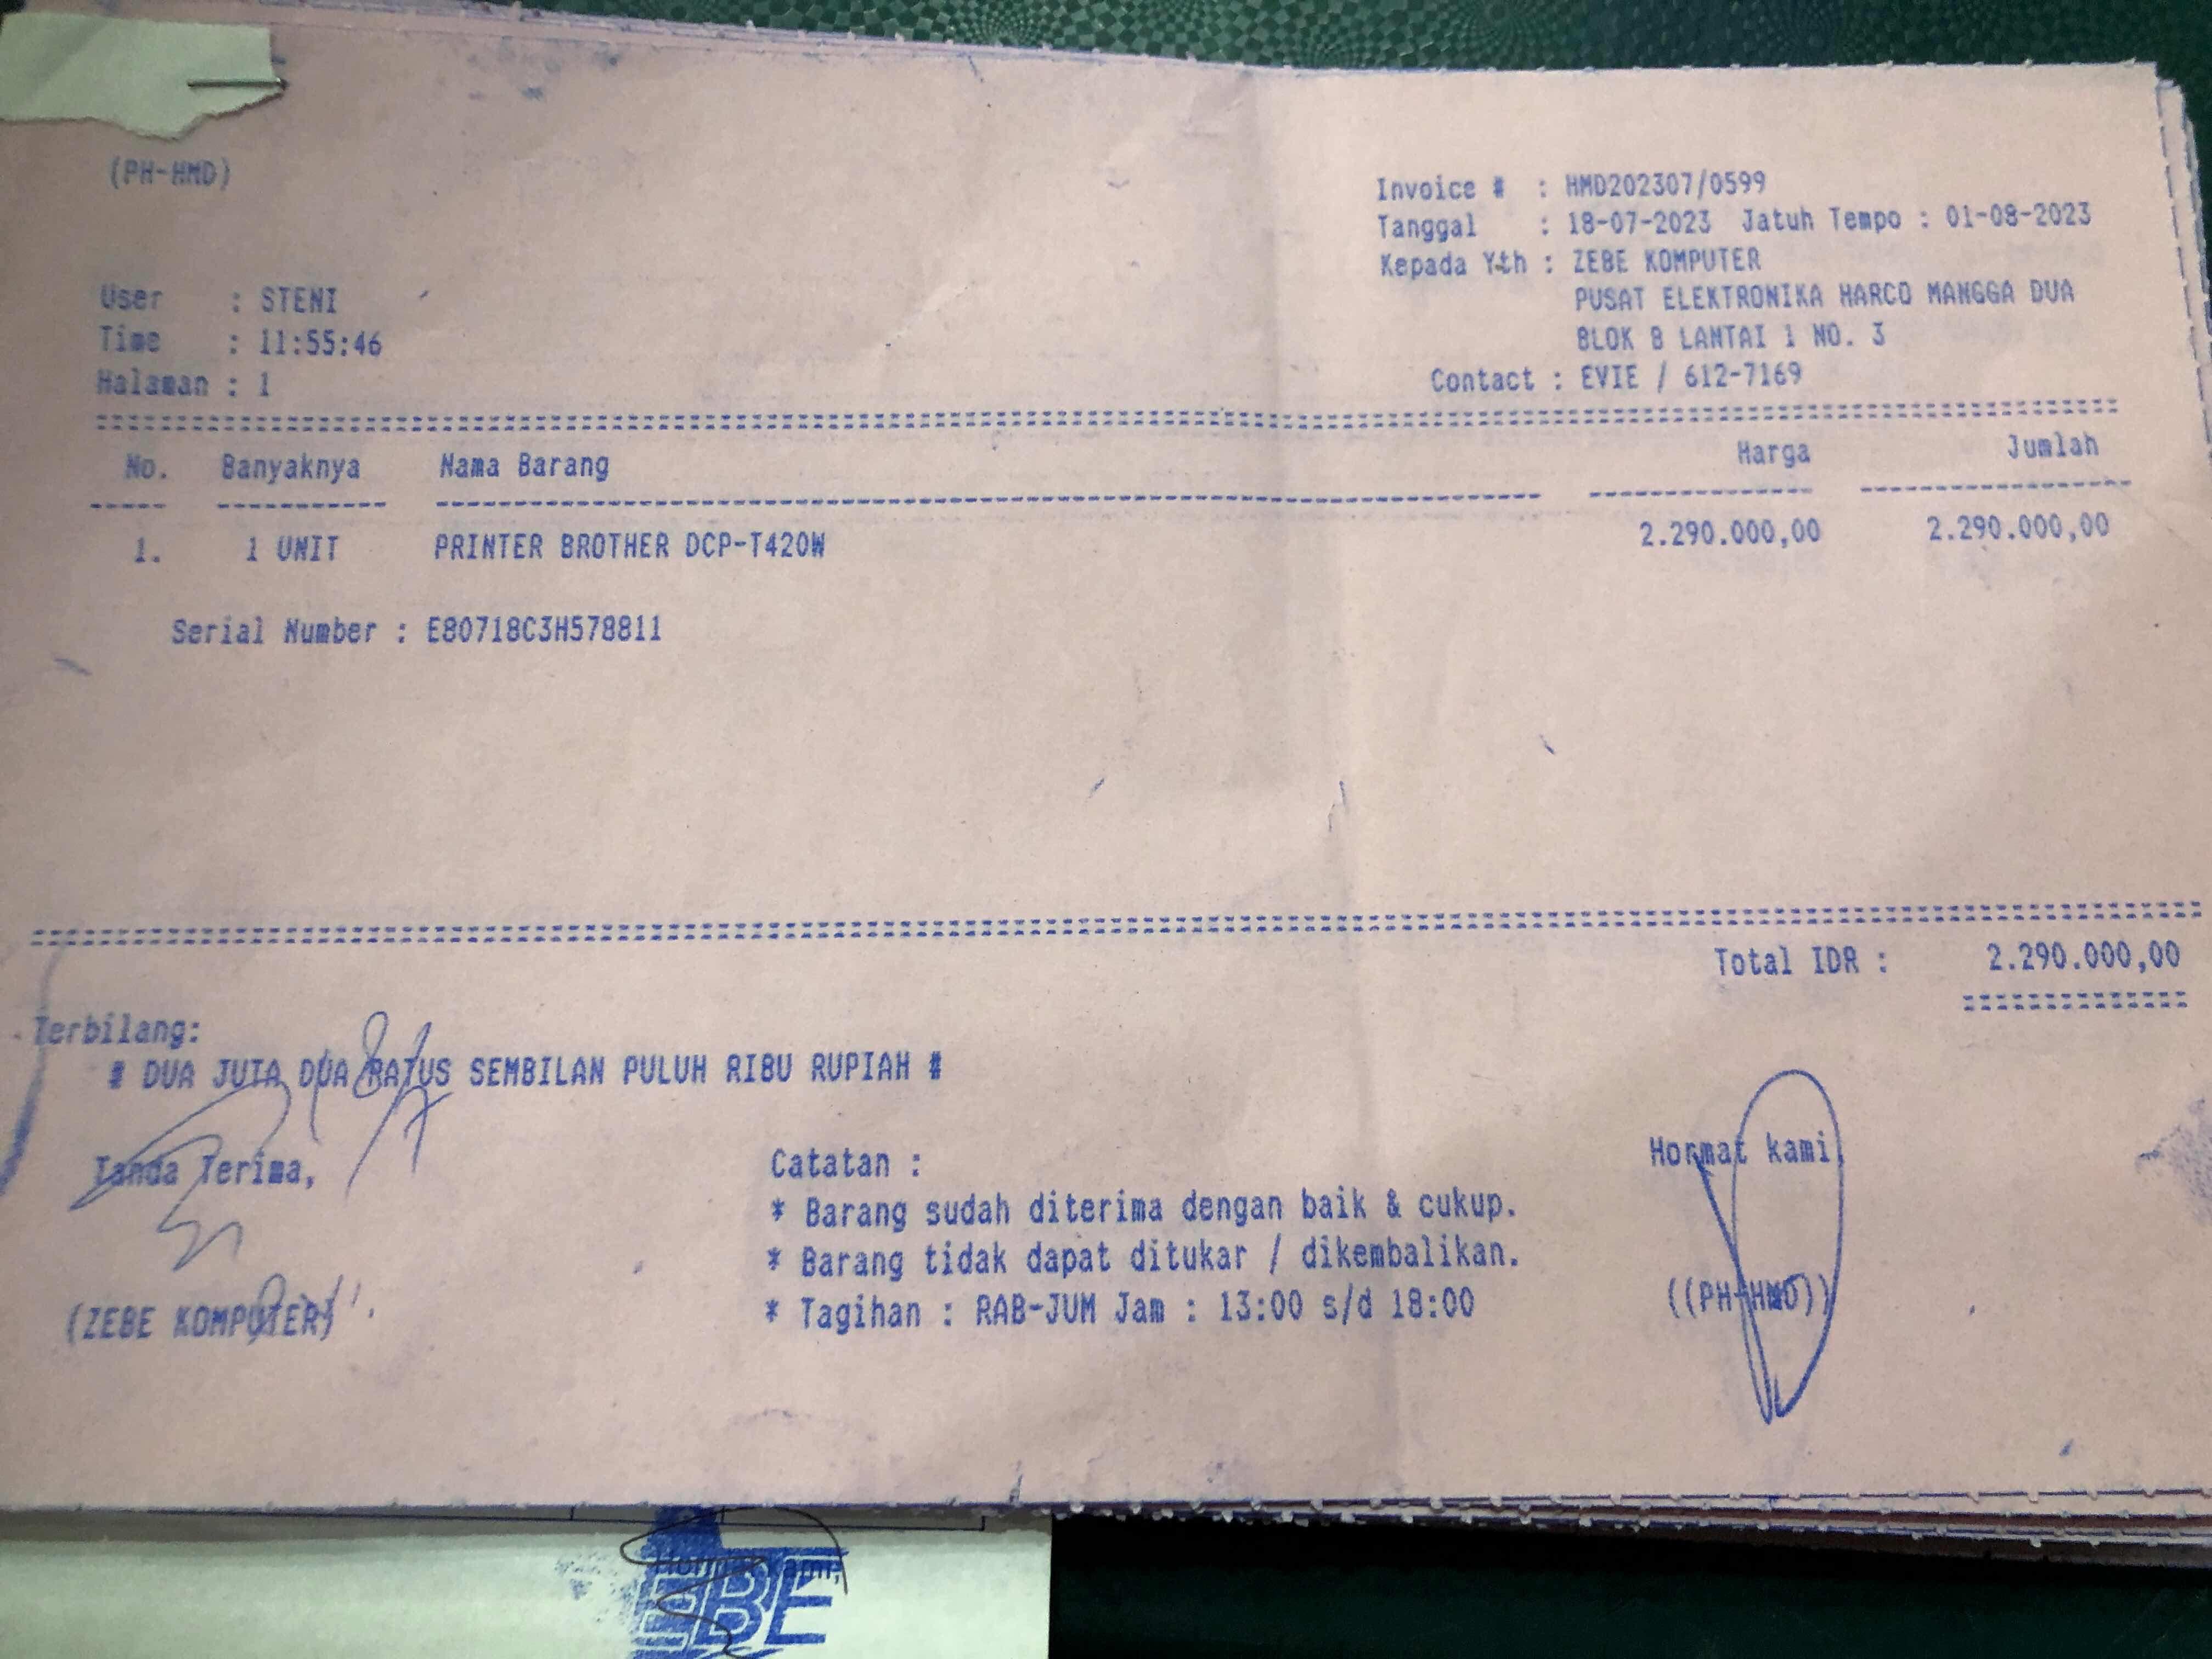 (PH-HMD)
Invoice # : HMD202307/0599
Tanggal : 18-07-2023 Jatuh Tempo : 01-08-2023
Kepada Yth : ZEBE KOMPUTER
PUSAT ELEKTRONIKA HARCO MANGGA DUA
BLOK B LANTAI 1 NO. 3
Contact : EVIE / 612-7169
User : STENI
Time : 11:55:46
Halaman : 1
No. Banyaknya Nama Barang Harga Jumlah
1. 1 UNIT PRINTER BROTHER DCP-T420W 2.290.000,00 2.290.000,00
Serial Number : E80718C3H578811
Total IDR : 2.290.000,00
Terbilang:
# DUA JUTA DUA RATUS SEMBILAN PULUH RIBU RUPIAH #
Tanda Terima,
(ZEBE KOMPUTER)
Catatan :
* Barang sudah diterima dengan baik & cukup.
* Barang tidak dapat ditukar / dikembalikan.
* Tagihan : RAB-JUM Jam : 13:00 s/d 18:00
Hormat kami
((PH-HMD))
Hormat kami,
EBE